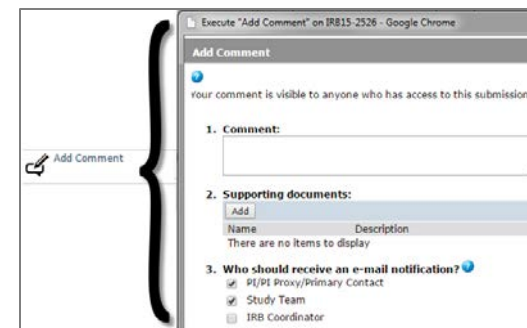 Execute "Add Comment" on IRB15-2526 - Google Chrome
Add Comment
Your comment is visible to anyone who has access to this submission
1. Comment:
Add Comment
2. Supporting documents:
Add
Name Description
There are no items to display
3. Who should receive an e-mail notification?
PI/PI Proxy/Primary Contact
Study Team
IRB Coordinator